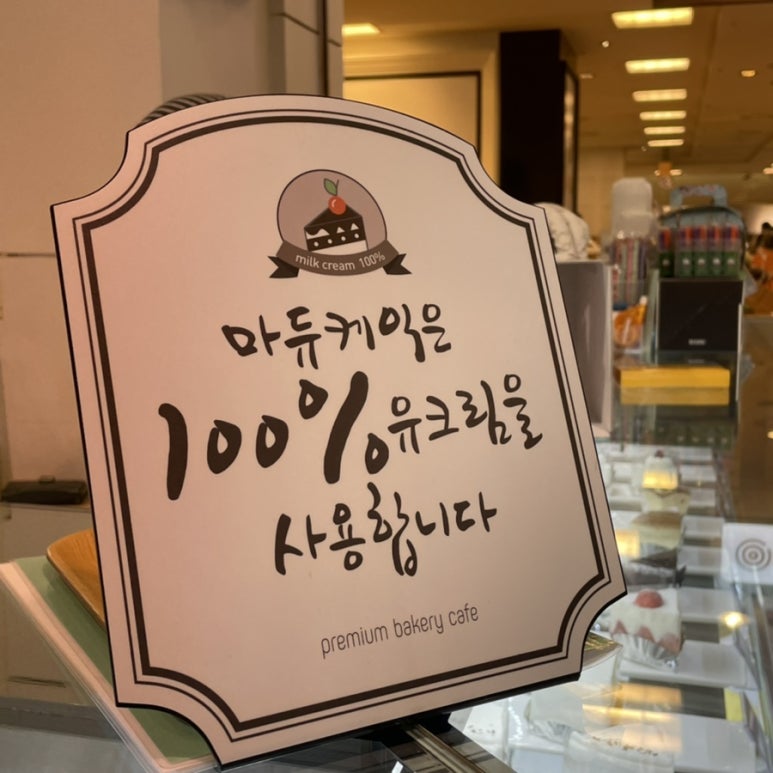 milk cream 100%
마듀케익은
100% 유크림을
사용합니다
premium bakery cafe